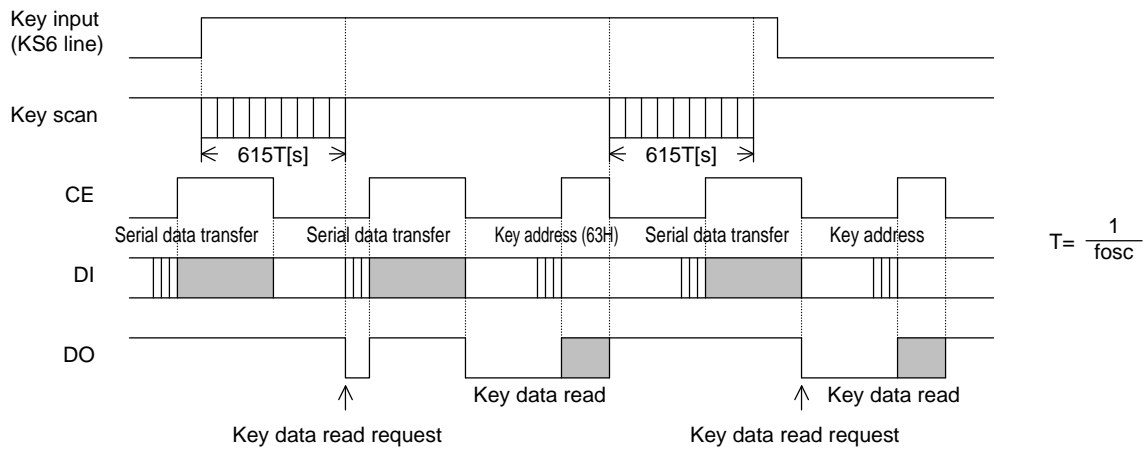 Key input
(KS6 line)
Key scan
615T[s]
615T[s]
CE
Serial data transfer
Serial data transfer
Key address (63H)
Serial data transfer
Key address
T= 1
fosc
DI
DO
Key data read
Key data read
Key data read request
Key data read request